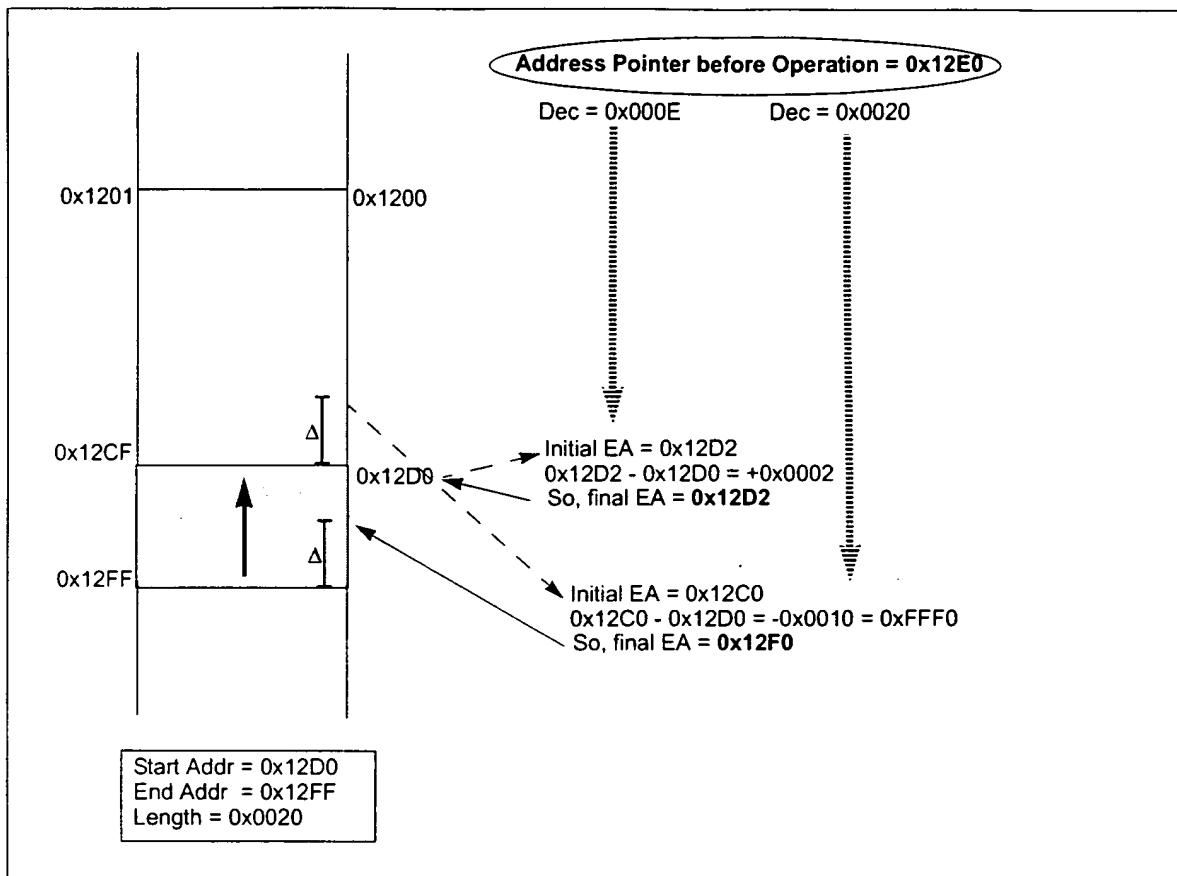 Address Pointer before Operation = 0x12E0
Dec = 0x000E
Dec = 0x0020
0x1201
0x1200
Δ
0x12CF
0x12D0
Initial EA = 0x12D2
0x12D2 - 0x12D0 = +0x0002
So, final EA = 0x12D2
Δ
0x12FF
Initial EA = 0x12C0
0x12C0 - 0x12D0 = -0x0010 = 0xFFF0
So, final EA = 0x12F0
Start Addr = 0x12D0
End Addr = 0x12FF
Length = 0x0020